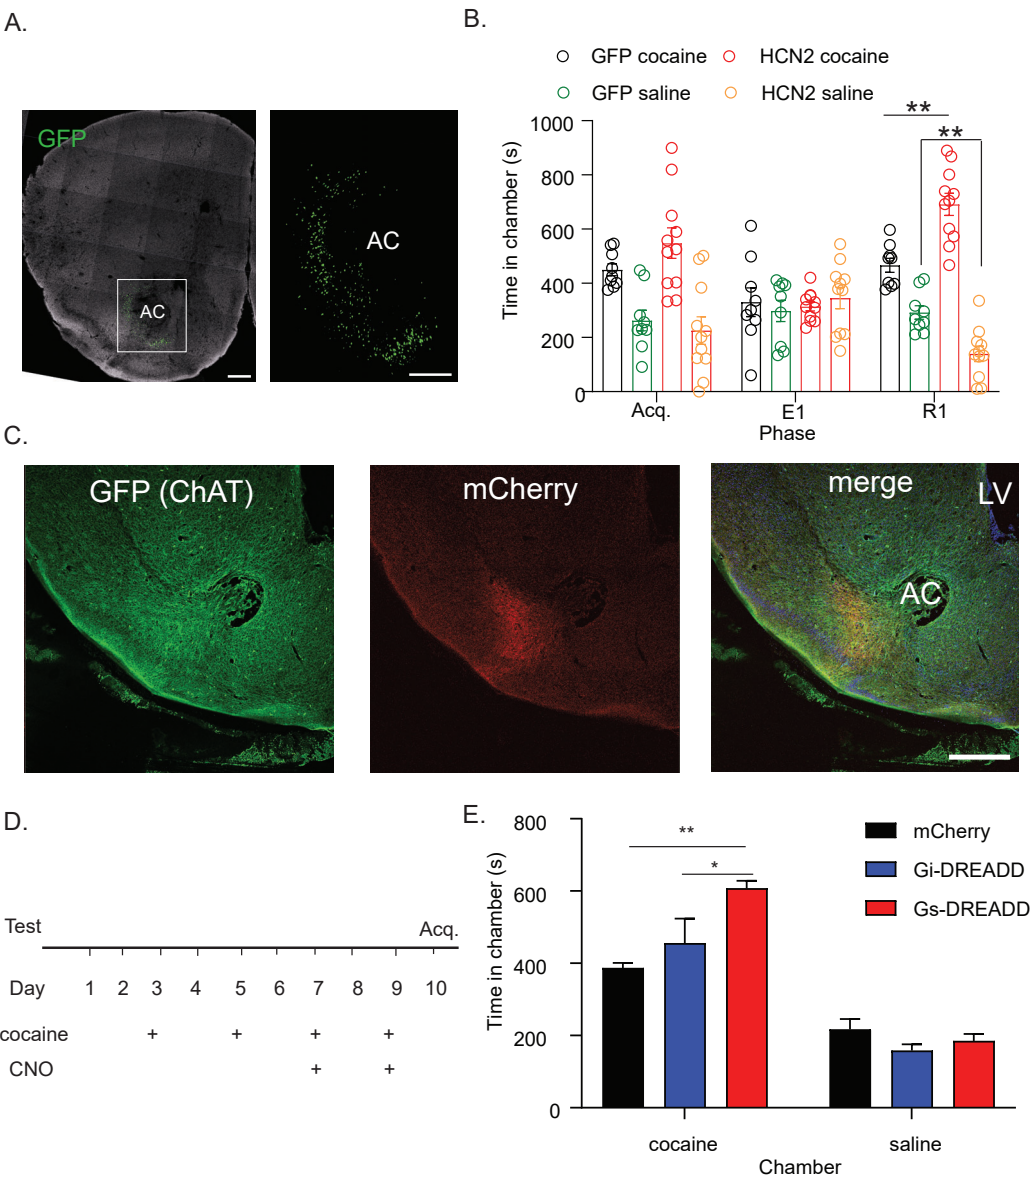 A.
GFP
AC
AC
B.
GFP cocaine
HCN2 cocaine
GFP saline
HCN2 saline
Time in chamber (s)
1000
800
600
400
200
0
**
**
Acq.
E1
R1
Phase
C.
GFP (ChAT)
mCherry
merge
LV
AC
D.
Test
Acq.
Day 1 2 3 4 5 6 7 8 9 10
cocaine + + + +
CNO + +
E.
Time in chamber (s)
800
600
400
200
0
**
*
mCherry
Gi-DREADD
Gs-DREADD
cocaine
saline
Chamber